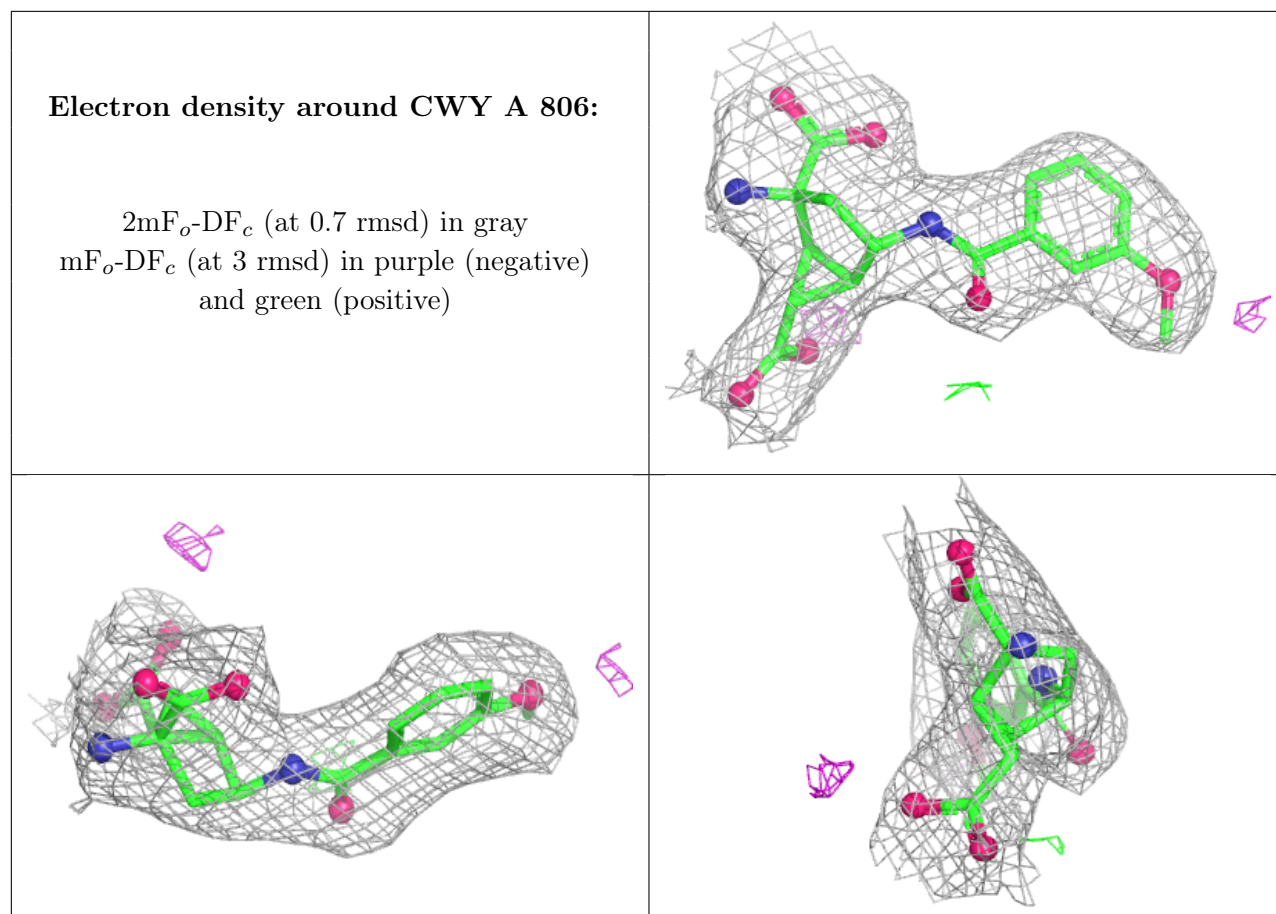 Electron density around CWY A 806:
2mFₒ-DF𝒸 (at 0.7 rmsd) in gray
mFₒ-DF𝒸 (at 3 rmsd) in purple (negative)
and green (positive)